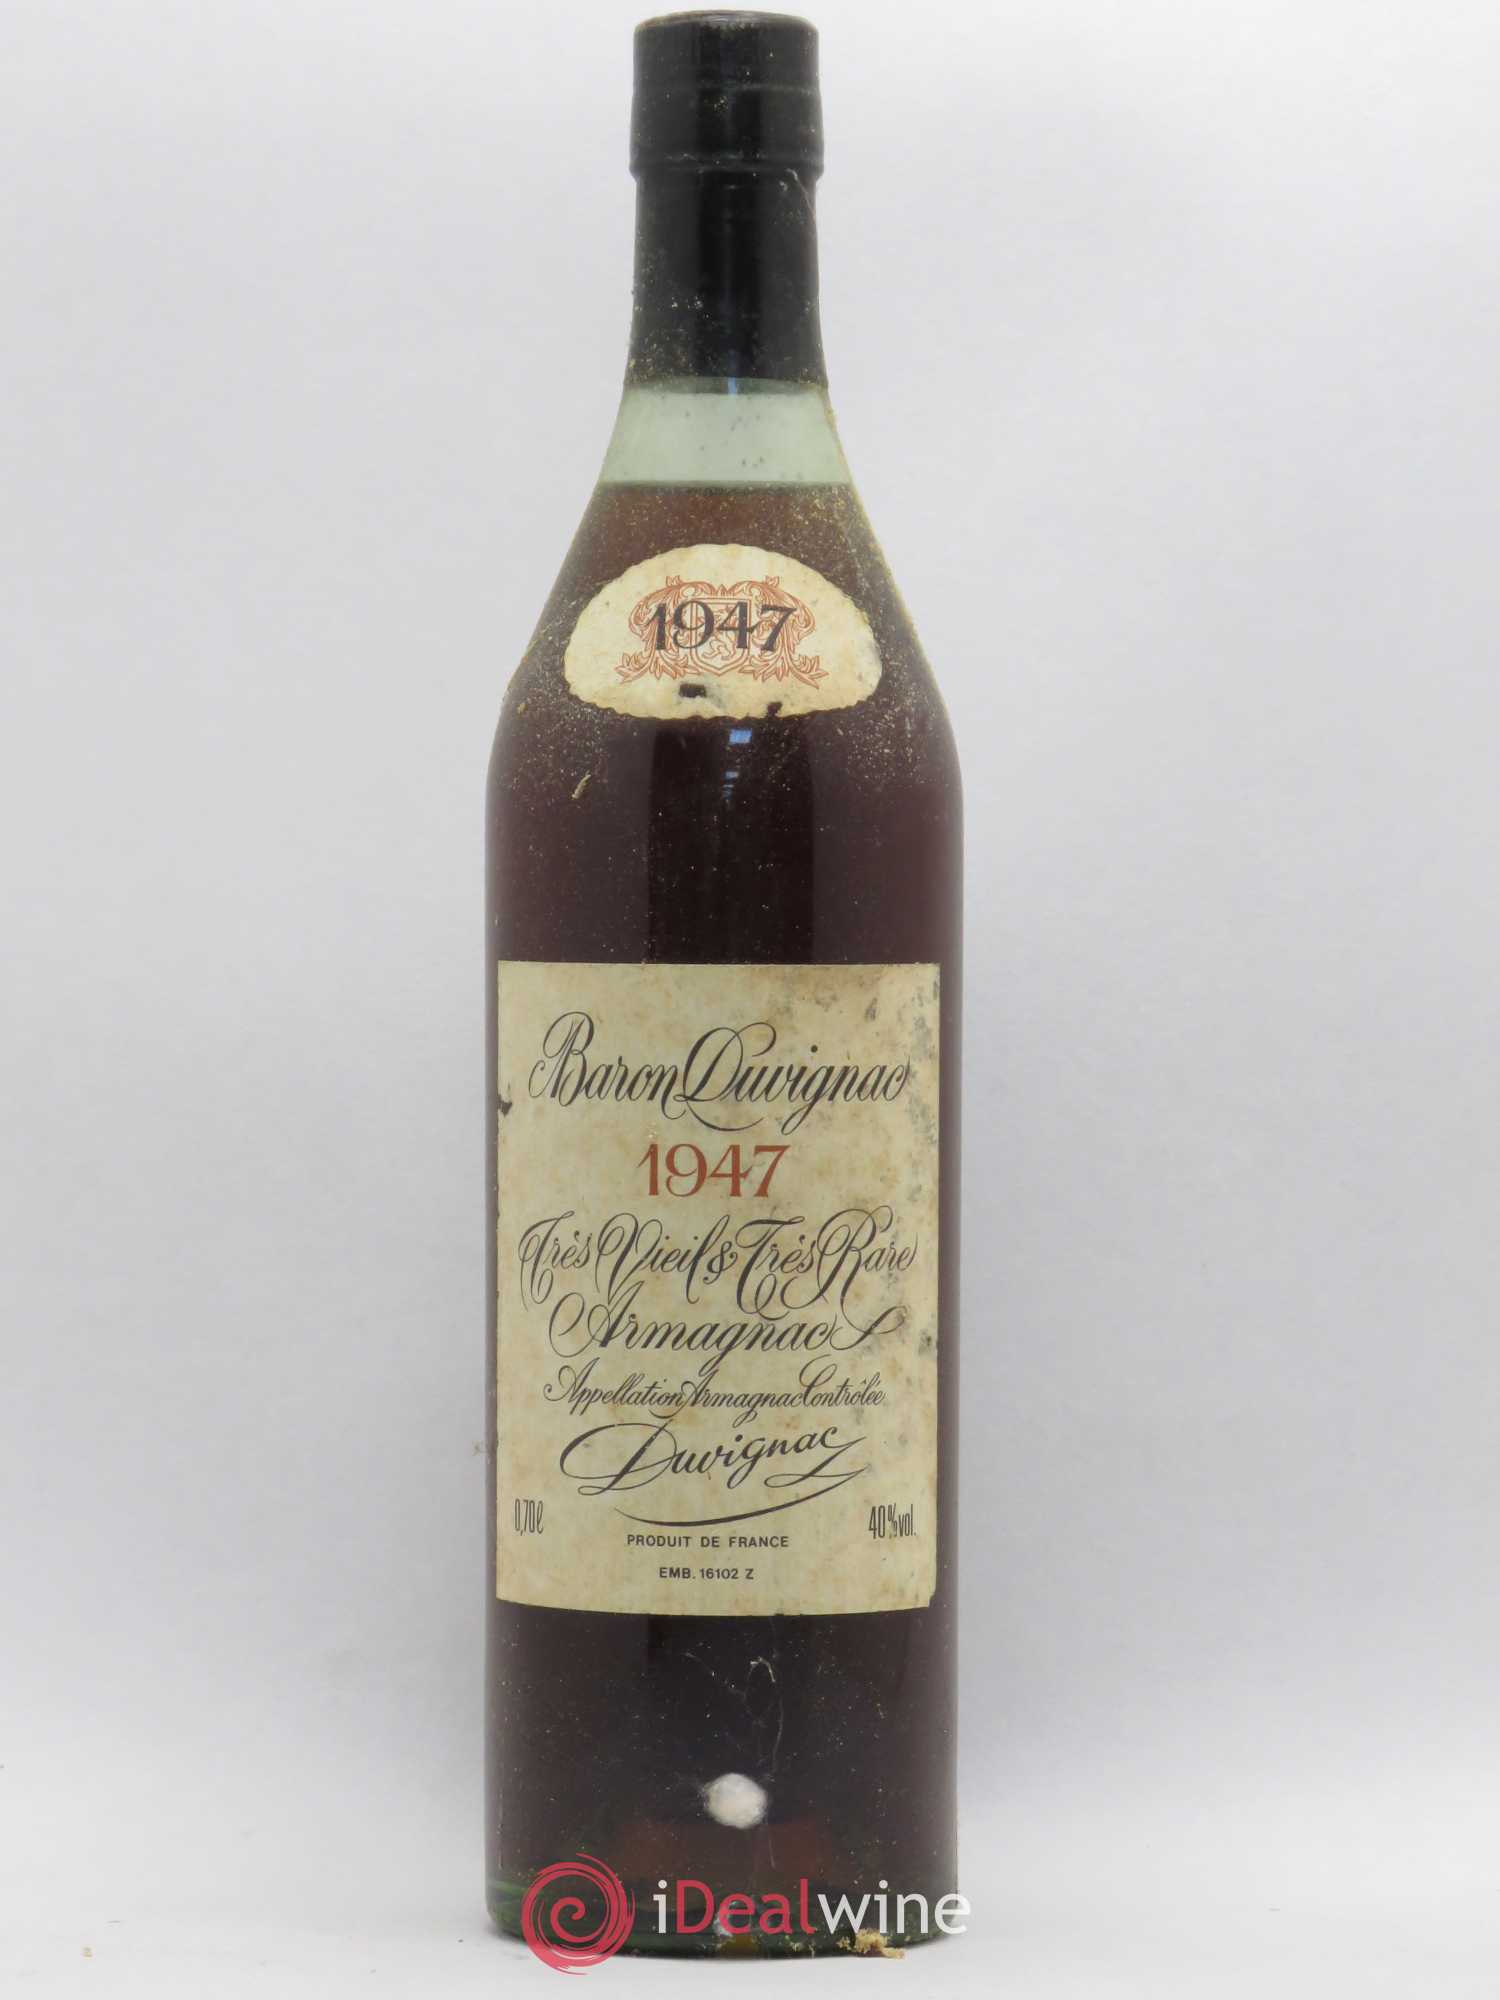 1947
Baron Duvignac
1947
Très Vieil & Très Rare
Armagnac
Appellation Armagnac Contrôlée
Duvignac
0,70ℓ
40%vol.
PRODUIT DE FRANCE
EMB. 16102 Z
iDealwine